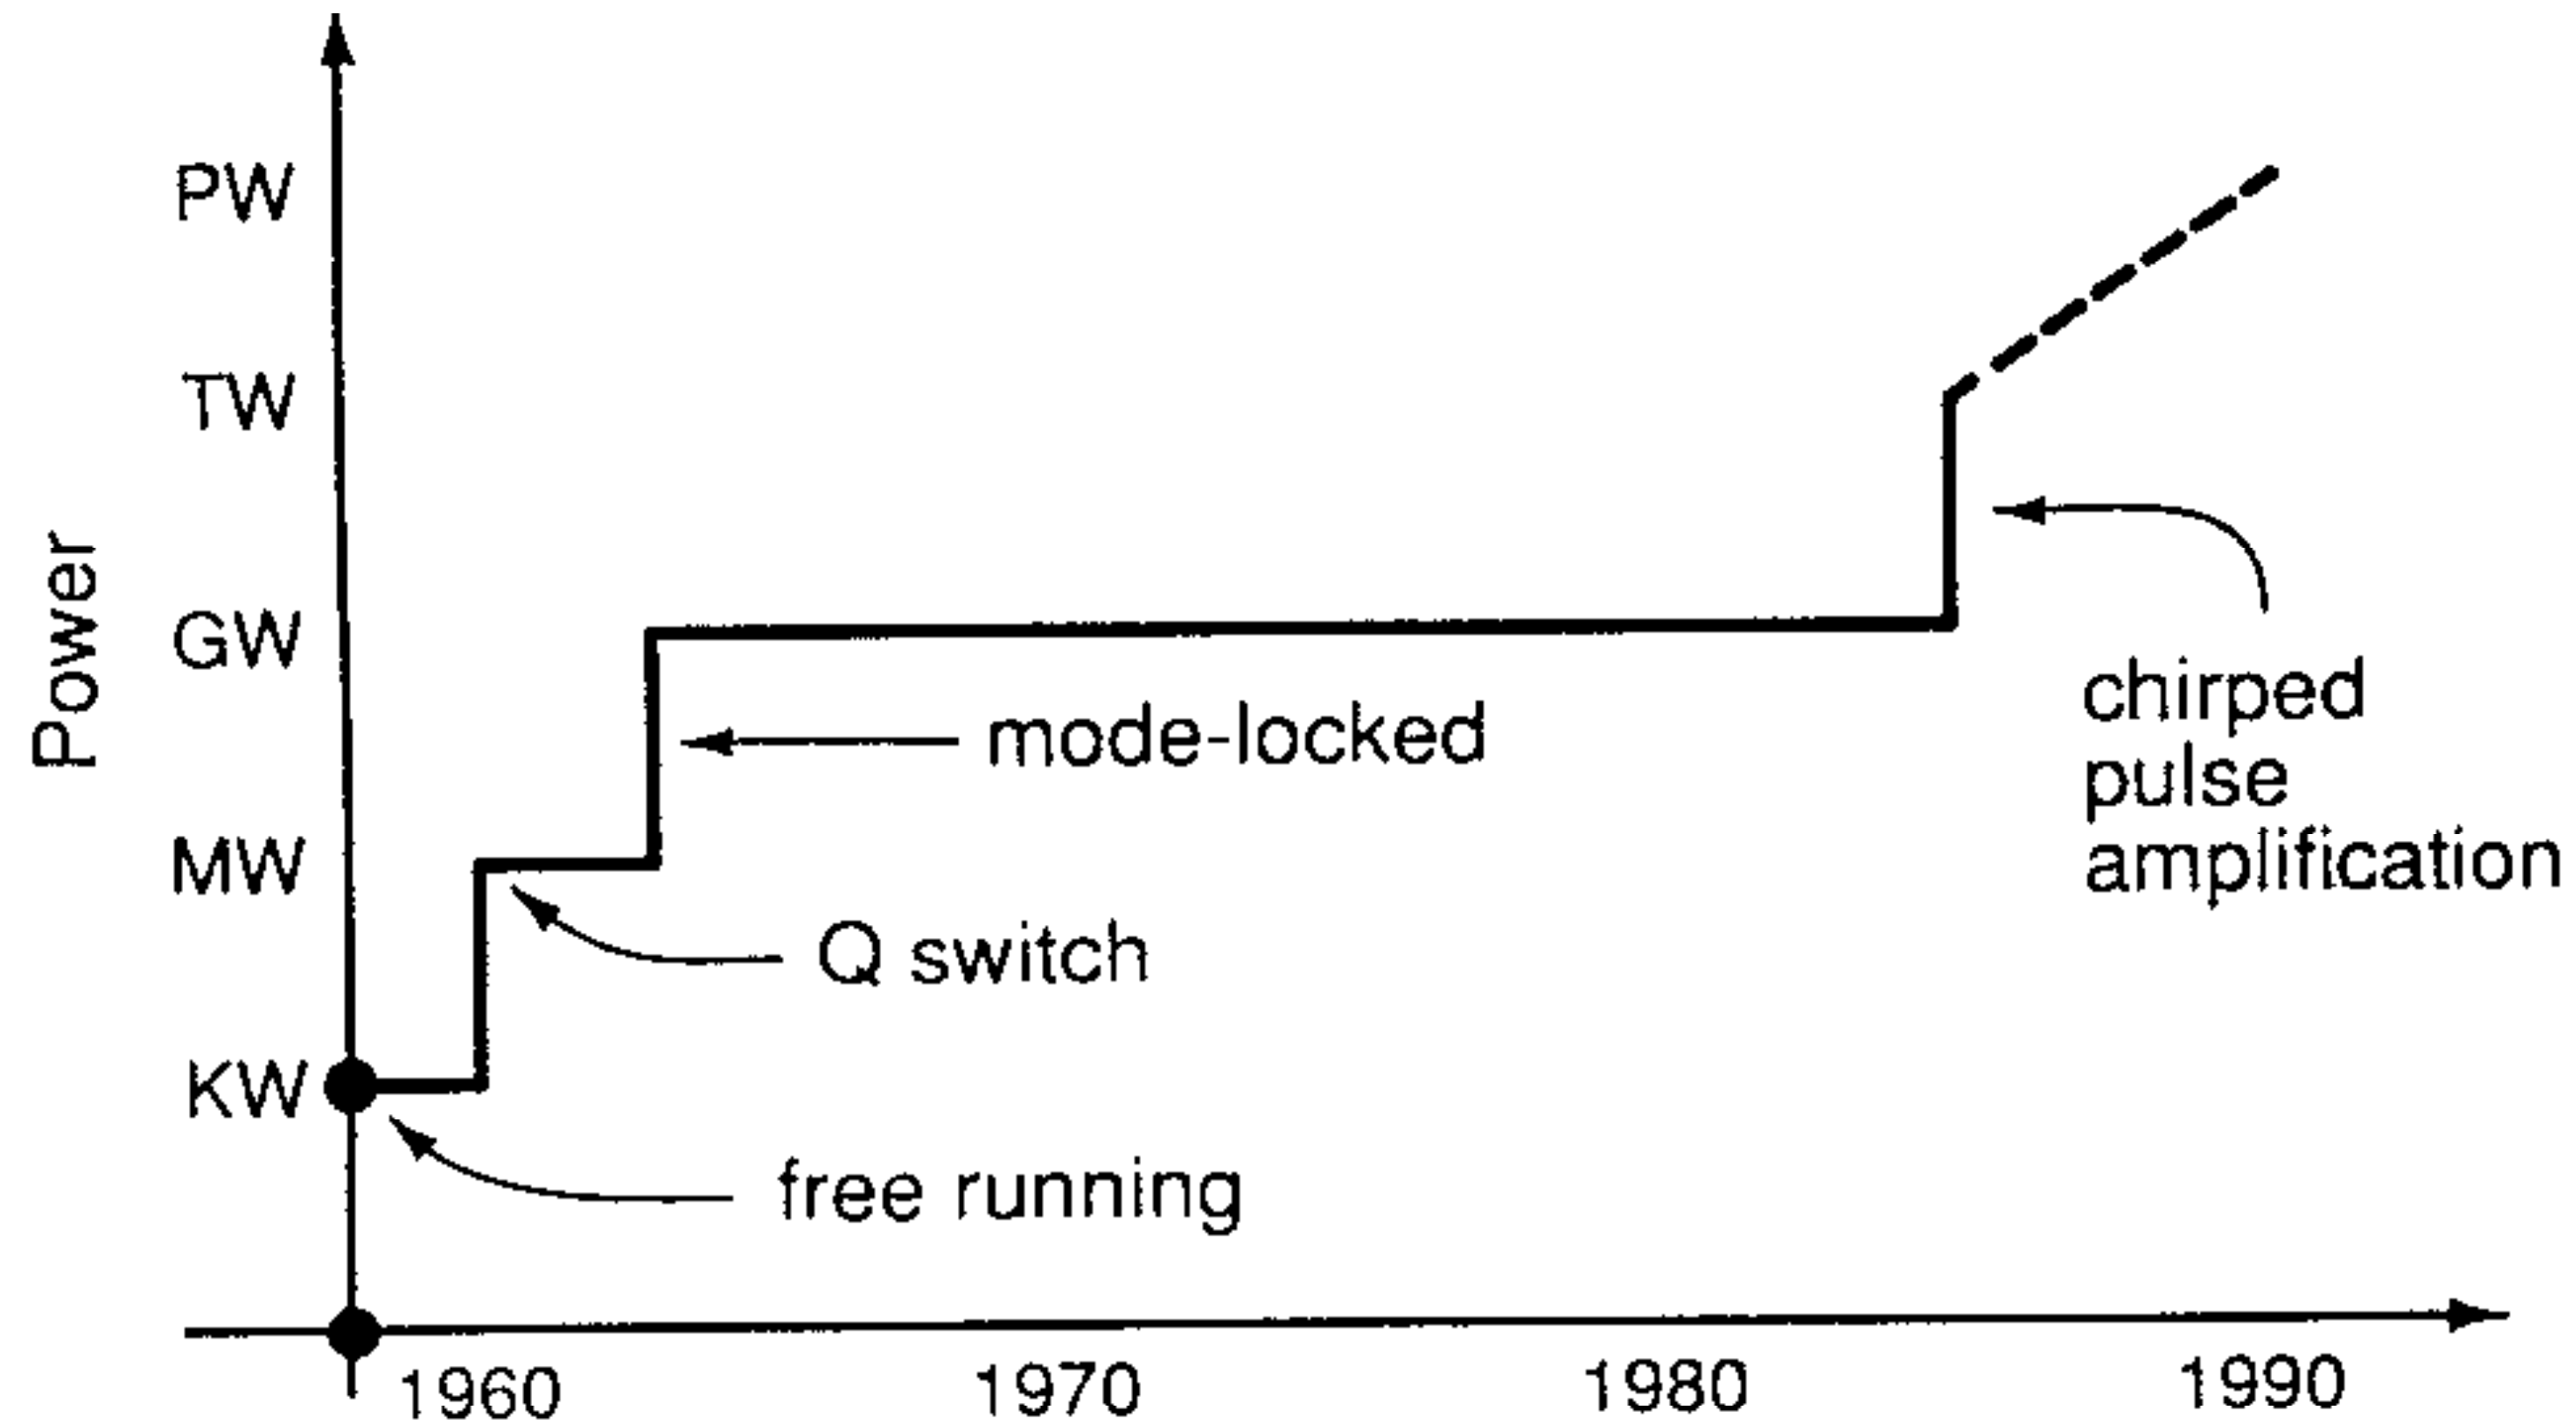 PW
TW
GW
MW
KW
Power
chirped
pulse
amplification
mode-locked
Q switch
free running
1960
1970
1980
1990